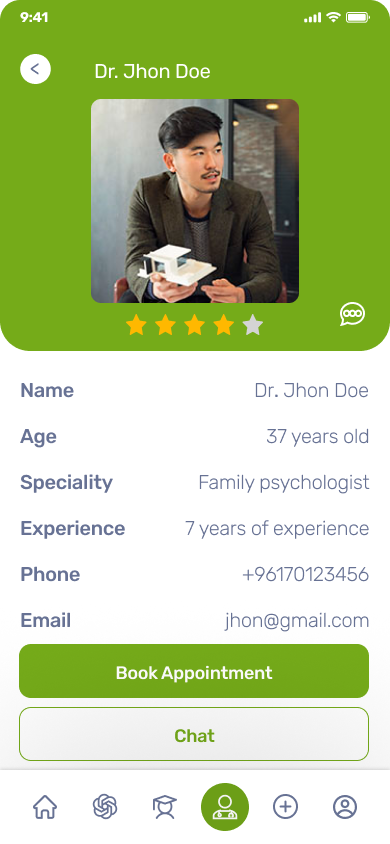 9:41
<
Dr. Jhon Doe
Name Dr. Jhon Doe
Age 37 years old
Speciality Family psychologist
Experience 7 years of experience
Phone +96170123456
Email jhon@gmail.com
Book Appointment
Chat